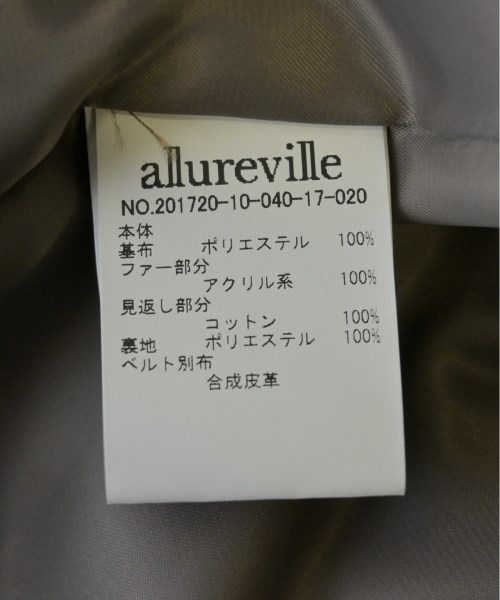 allureville
NO.201720-10-040-17-020
本体
基布 ポリエステル 100%
ファー部分
アクリル系 100%
見返し部分
コットン 100%
裏地 ポリエステル 100%
ベルト別布
合成皮革